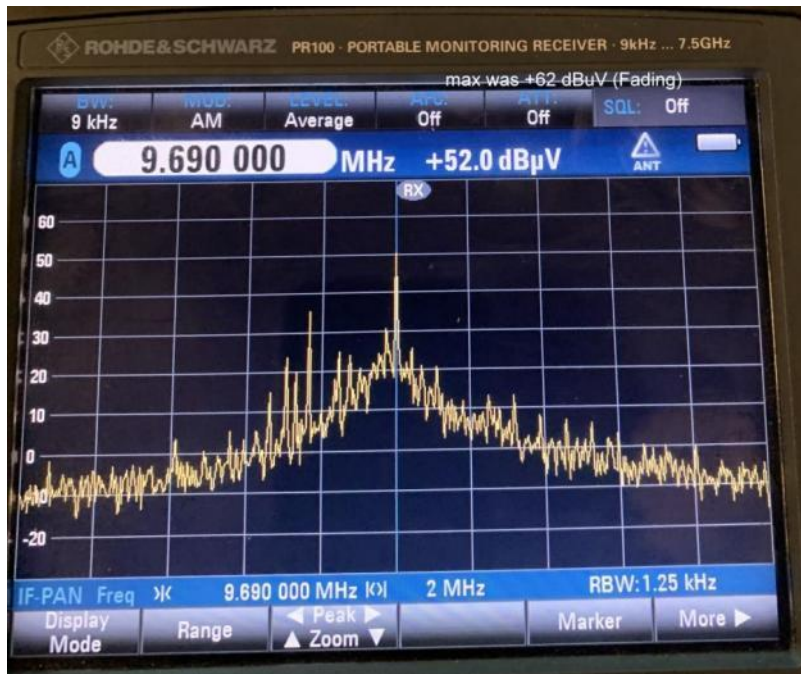 ROHDE&SCHWARZ PR100 · PORTABLE MONITORING RECEIVER · 9kHz ... 7.5GHz
max was +62 dBuV (Fading)
BW: MOD: LEVEL: AFC: ATT: SQL: Off
9 kHz AM Average Off Off
A 9.690 000 MHz +52.0 dBµV ANT
RX
60
50
40
30
20
10
0
-10
-20
IF-PAN Freq 9.690 000 MHz 2 MHz RBW:1.25 kHz
Display Mode Range ◀ Peak ▶ Marker More ▶
▲ Zoom ▼